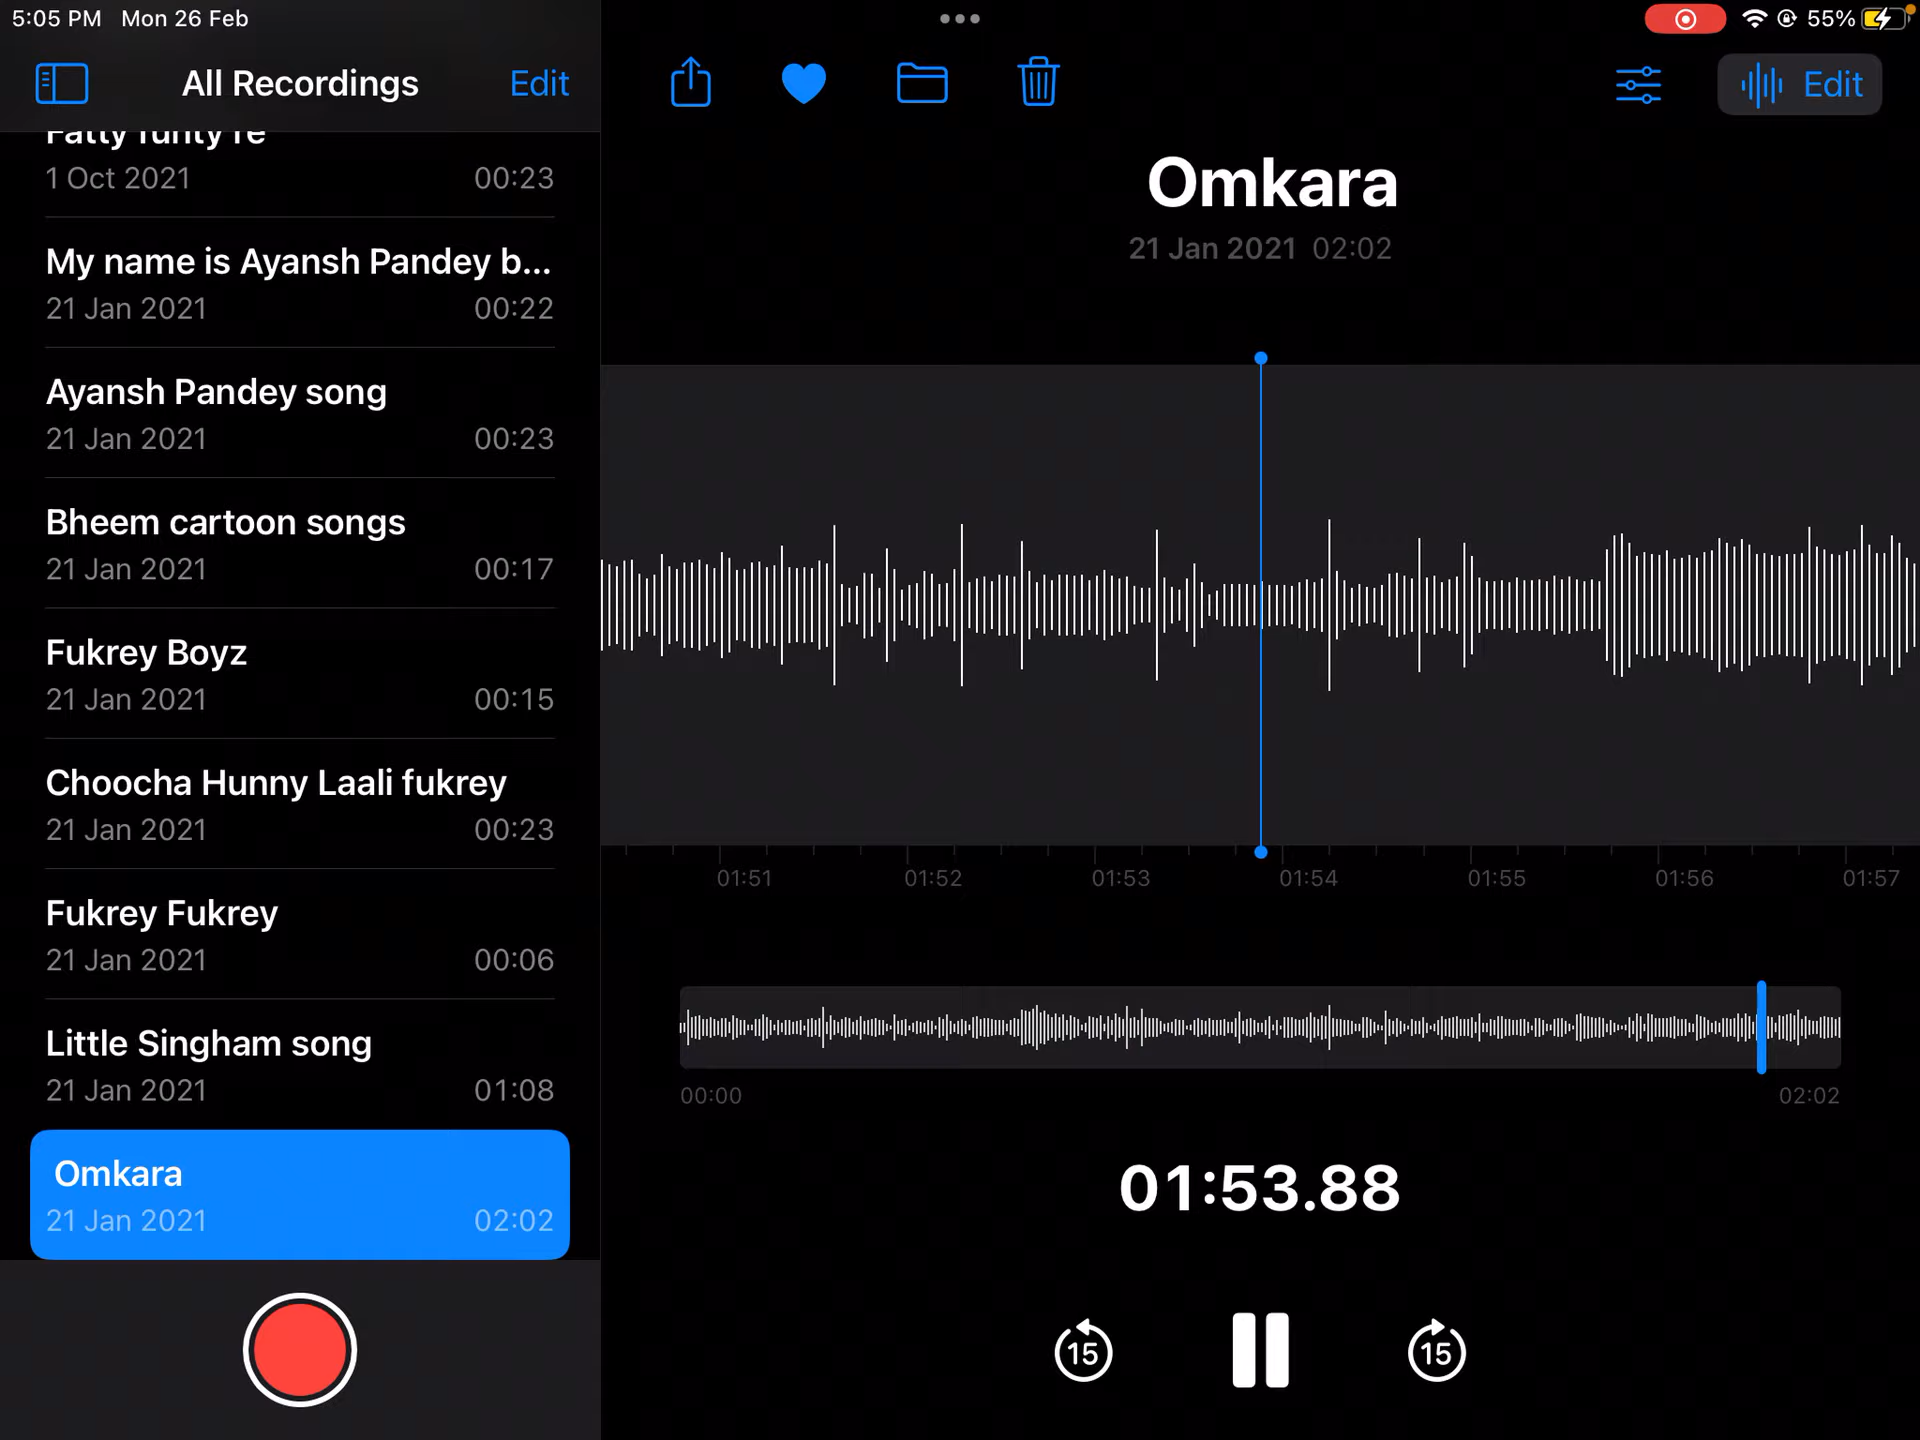 5:05 PM Mon 26 Feb
55%
All Recordings
Edit
Edit
Fatty funty re
1 Oct 2021 00:23
My name is Ayansh Pandey b...
21 Jan 2021 00:22
Ayansh Pandey song
21 Jan 2021 00:23
Bheem cartoon songs
21 Jan 2021 00:17
Fukrey Boyz
21 Jan 2021 00:15
Choocha Hunny Laali fukrey
21 Jan 2021 00:23
Fukrey Fukrey
21 Jan 2021 00:06
Little Singham song
21 Jan 2021 01:08
Omkara
21 Jan 2021 02:02
Omkara
21 Jan 2021 02:02
01:51 01:52 01:53 01:54 01:55 01:56 01:57
00:00 02:02
01:53.88
15 15